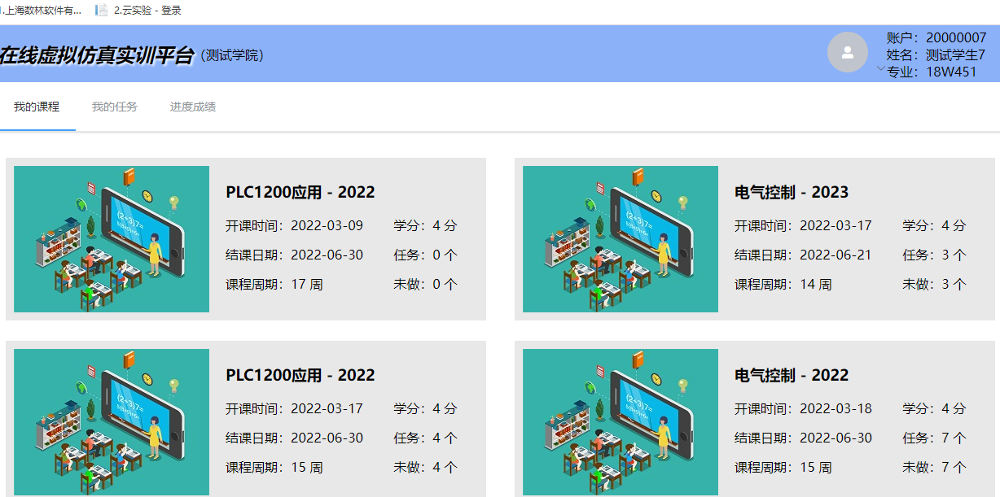 .上海数林软件有...
2.云实验 - 登录
在线虚拟仿真实训平台
(测试学院)
账户：20000007
姓名：测试学生7
专业：18W451
我的课程
我的任务
进度成绩
PLC1200应用 - 2022
开课时间：2022-03-09 学分：4 分
结课日期：2022-06-30 任务：0 个
课程周期：17 周 未做：0 个
电气控制 - 2023
开课时间：2022-03-17 学分：4 分
结课日期：2022-06-21 任务：3 个
课程周期：14 周 未做：3 个
PLC1200应用 - 2022
开课时间：2022-03-17 学分：4 分
结课日期：2022-06-30 任务：4 个
课程周期：15 周 未做：4 个
电气控制 - 2022
开课时间：2022-03-18 学分：4 分
结课日期：2022-06-30 任务：7 个
课程周期：15 周 未做：7 个